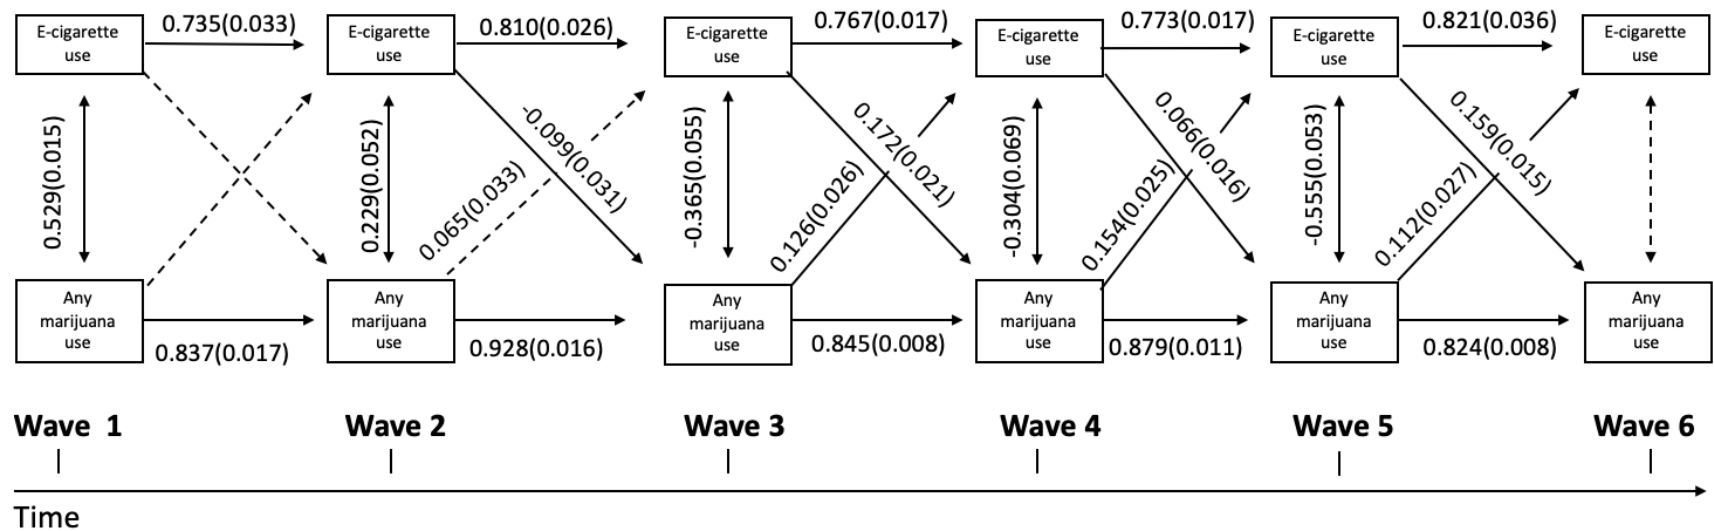 0.735(0.033)
0.810(0.026)
0.767(0.017)
0.773(0.017)
0.821(0.036)
E-cigarette
use
E-cigarette
use
E-cigarette
use
E-cigarette
use
E-cigarette
use
E-cigarette
use
0.529(0.015)
0.229(0.052)
0.065(0.033)
-0.099(0.031)
-0.365(0.055)
0.126(0.026)
0.172(0.021)
-0.304(0.069)
0.154(0.025)
0.066(0.016)
-0.555(0.053)
0.112(0.027)
0.159(0.015)
Any
marijuana
use
Any
marijuana
use
Any
marijuana
use
Any
marijuana
use
Any
marijuana
use
Any
marijuana
use
0.837(0.017)
0.928(0.016)
0.845(0.008)
0.879(0.011)
0.824(0.008)
Wave 1
Wave 2
Wave 3
Wave 4
Wave 5
Wave 6
Time